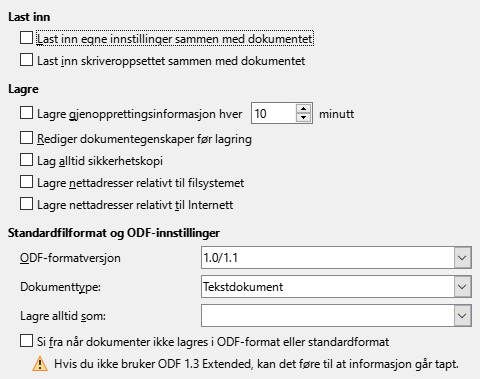 Last inn
Last inn egne innstillinger sammen med dokumentet
Last inn skriveroppsettet sammen med dokumentet
Lagre
Lagre gjenopprettingsinformasjon hver 10 minutt
Rediger dokumentegenskaper før lagring
Lag alltid sikkerhetskopi
Lagre nettadresser relativt til filsystemet
Lagre nettadresser relativt til Internett
Standardfilformat og ODF-innstillinger
ODF-formatversjon 1.0/1.1
Dokumenttype: Tekstdokument
Lagre alltid som:
Si fra når dokumenter ikke lagres i ODF-format eller standardformat
Hvis du ikke bruker ODF 1.3 Extended, kan det føre til at informasjon går tapt.